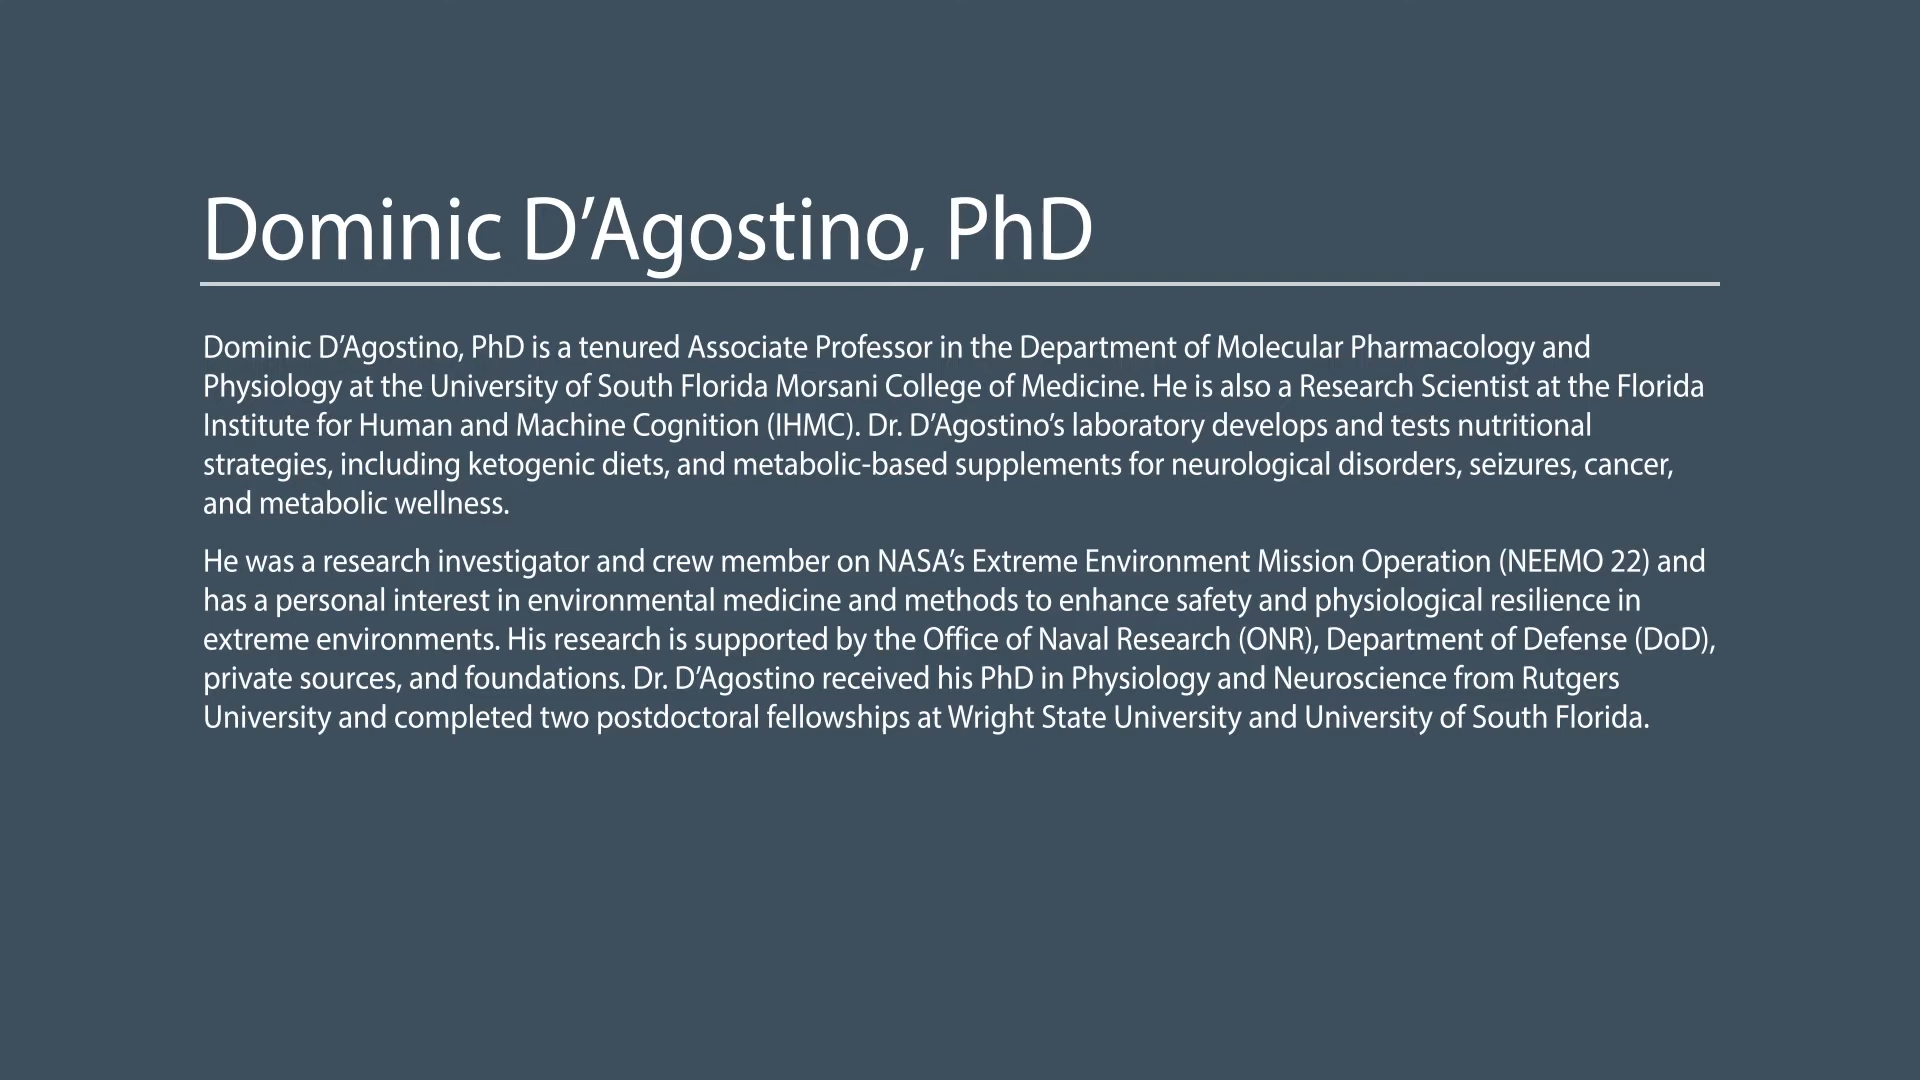 Dominic D’Agostino, PhD
Dominic D’Agostino, PhD is a tenured Associate Professor in the Department of Molecular Pharmacology and
Physiology at the University of South Florida Morsani College of Medicine. He is also a Research Scientist at the Florida
Institute for Human and Machine Cognition (IHMC). Dr. D’Agostino’s laboratory develops and tests nutritional
strategies, including ketogenic diets, and metabolic-based supplements for neurological disorders, seizures, cancer,
and metabolic wellness.
He was a research investigator and crew member on NASA’s Extreme Environment Mission Operation (NEEMO 22) and
has a personal interest in environmental medicine and methods to enhance safety and physiological resilience in
extreme environments. His research is supported by the Office of Naval Research (ONR), Department of Defense (DoD),
private sources, and foundations. Dr. D’Agostino received his PhD in Physiology and Neuroscience from Rutgers
University and completed two postdoctoral fellowships at Wright State University and University of South Florida.